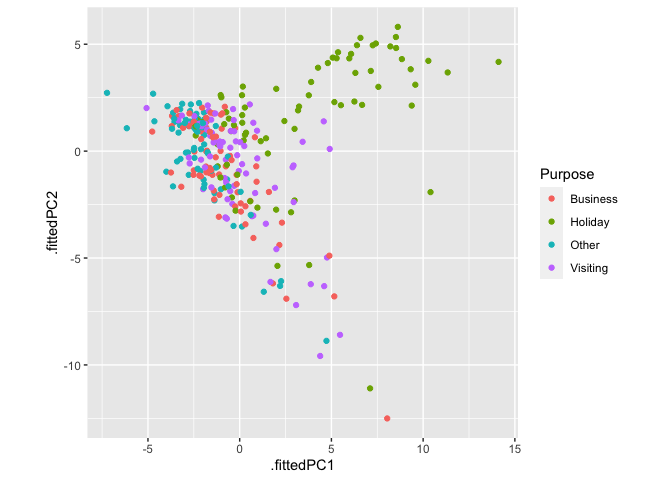 5
0
-5
-10
.fittedPC2
-5
0
5
10
15
.fittedPC1
Purpose
Business
Holiday
Other
Visiting